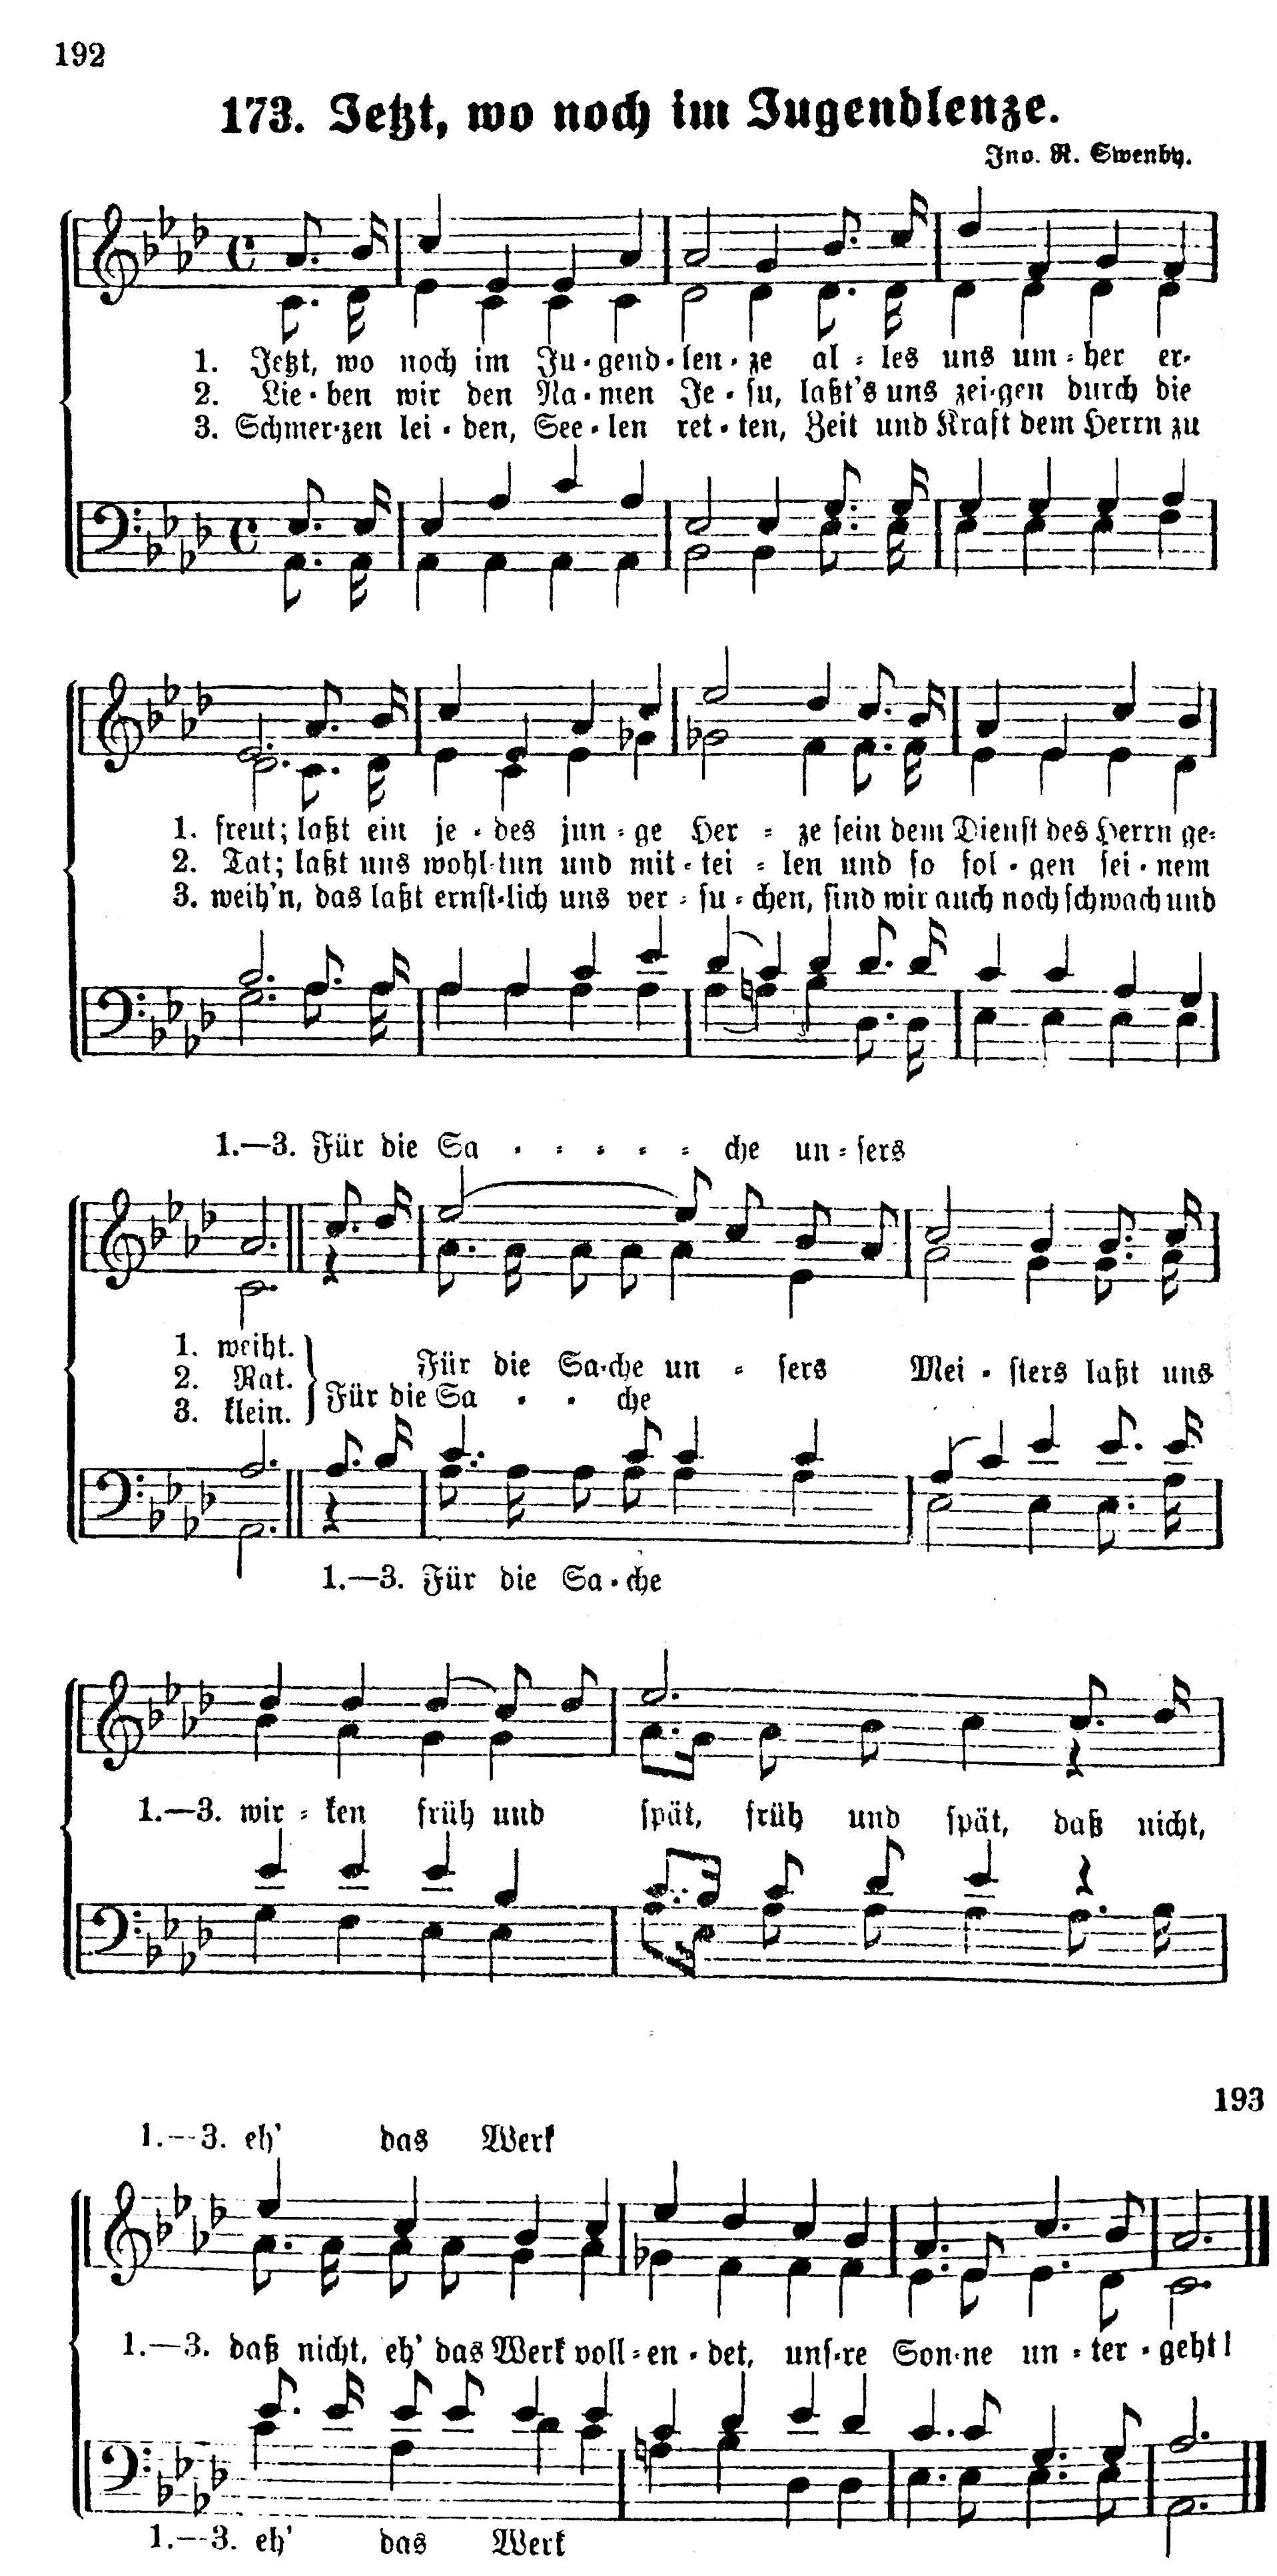 192
173. Jetzt, wo noch im Jugendlenze.
Jno. R. Swenby.
1. Jetzt, wo noch im Ju-gend-len-ze al-les uns um-her er-
2. Lie-ben wir den Na-men Je-su, laßt's uns zei-gen durch die
3. Schmer-zen lei-den, See-len ret-ten, Zeit und Kraft dem Herrn zu
1. freut; laßt ein je-des jun-ge Her-ze sein dem Dienst des Herrn ge-
2. Tat; laßt uns wohl-tun und mit-tei-len und so fol-gen sei-nem
3. weih'n, das laßt ernst-lich uns ver-su-chen, sind wir auch noch schwach und
1.—3. Für die Sa - - - - - che un-sers
1. weiht.
2. Rat.
3. klein.
Für die Sa-che un-sers Mei-sters laßt uns
Für die Sa - - che
1.—3. Für die Sa-che
1.—3. wir-ken früh und spät, früh und spät, daß nicht,
193
1.—3. eh' das Werk
1.—3. daß nicht, eh' das Werk voll-en-det, uns-re Son-ne un-ter-geht!
1.—3. eh' das Werk